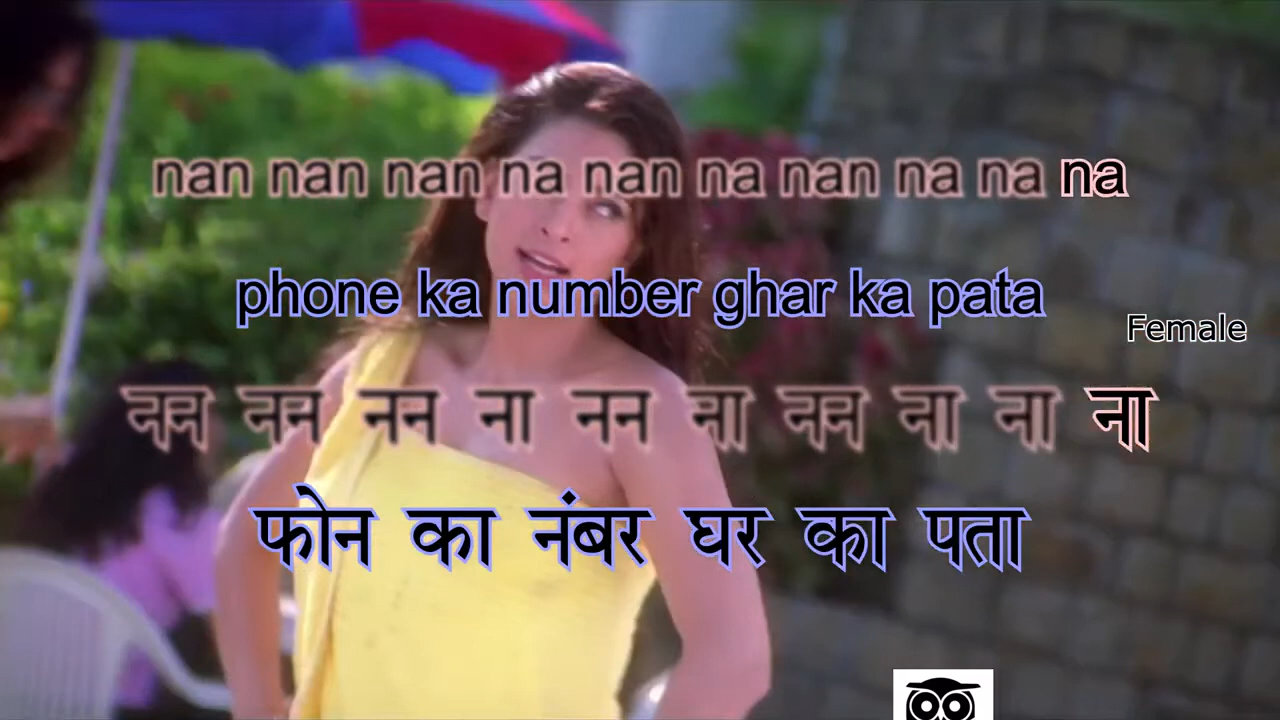 nan nan nan na nan na nan na na na
phone ka number ghar ka pata
Female
नन नन नन ना नन ना नन ना ना ना
फोन का नंबर घर का पता